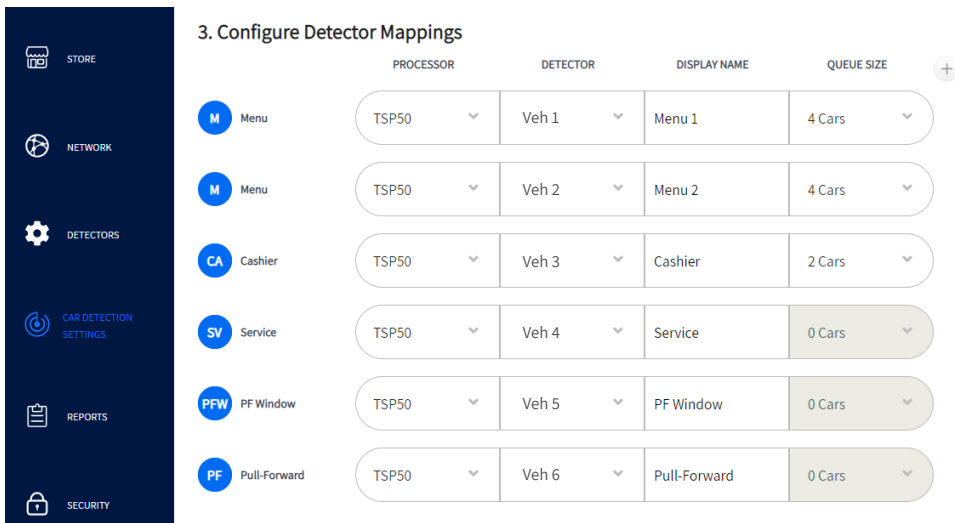 STORE
NETWORK
DETECTORS
CAR DETECTION
SETTINGS
REPORTS
SECURITY
3. Configure Detector Mappings
PROCESSOR DETECTOR DISPLAY NAME QUEUE SIZE +
M Menu TSP50 Veh 1 Menu 1 4 Cars
M Menu TSP50 Veh 2 Menu 2 4 Cars
CA Cashier TSP50 Veh 3 Cashier 2 Cars
SV Service TSP50 Veh 4 Service 0 Cars
PFW PF Window TSP50 Veh 5 PF Window 0 Cars
PF Pull-Forward TSP50 Veh 6 Pull-Forward 0 Cars